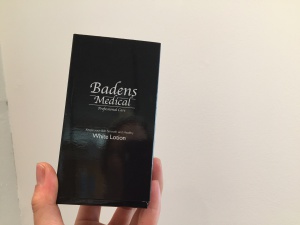 Badens
Medical
Professional Care
White Lotion